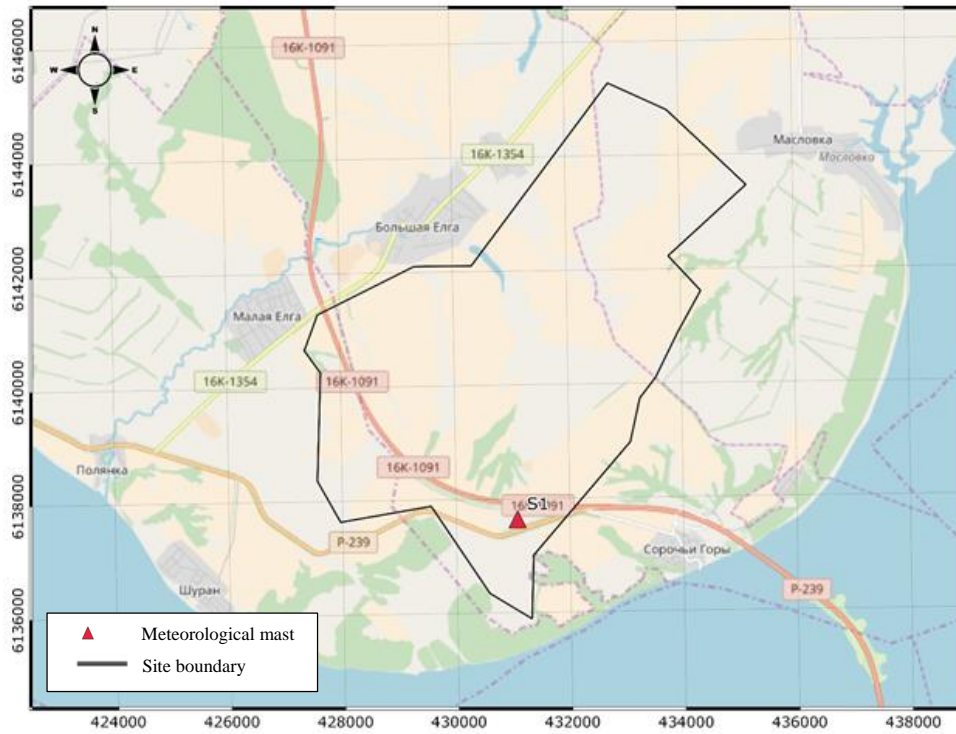 N
W E
S
16K-1091
16K-1354
Масловка
Масловка
Большая Елга
Малая Елга
16K-1354
16K-1091
16K-1091
Полянка
S1
P-239
Сорочьи Горы
Шуран
P-239
Meteorological mast
Site boundary
6146000
6144000
6142000
6140000
6138000
6136000
424000 426000 428000 430000 432000 434000 436000 438000